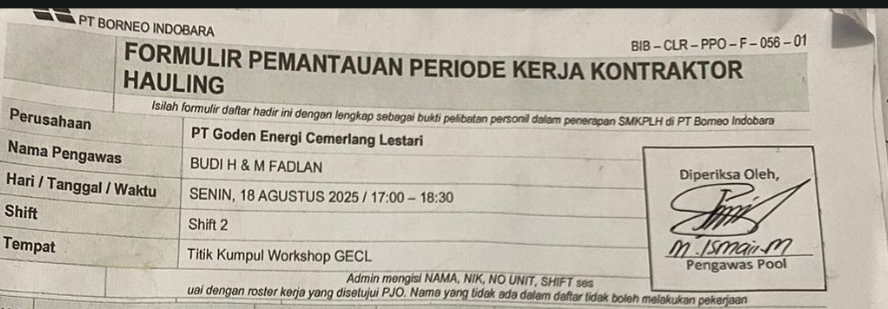 PT BORNEO INDOBARA
BIB – CLR – PPO – F – 056 – 01
FORMULIR PEMANTAUAN PERIODE KERJA KONTRAKTOR
HAULING
Isilah formulir daftar hadir ini dengan lengkap sebagai bukti pelibatan personil dalam penerapan SMKPLH di PT Borneo Indobara
Perusahaan PT Goden Energi Cemerlang Lestari
Nama Pengawas BUDI H & M FADLAN
Hari / Tanggal / Waktu SENIN, 18 AGUSTUS 2025 / 17:00 – 18:30
Shift Shift 2
Tempat Titik Kumpul Workshop GECL
Diperiksa Oleh,
M. Ismail.M
Pengawas Pool
Admin mengisi NAMA, NIK, NO UNIT, SHIFT ses
uai dengan roster kerja yang disetujui PJO. Nama yang tidak ada dalam daftar tidak boleh melakukan pekerjaan